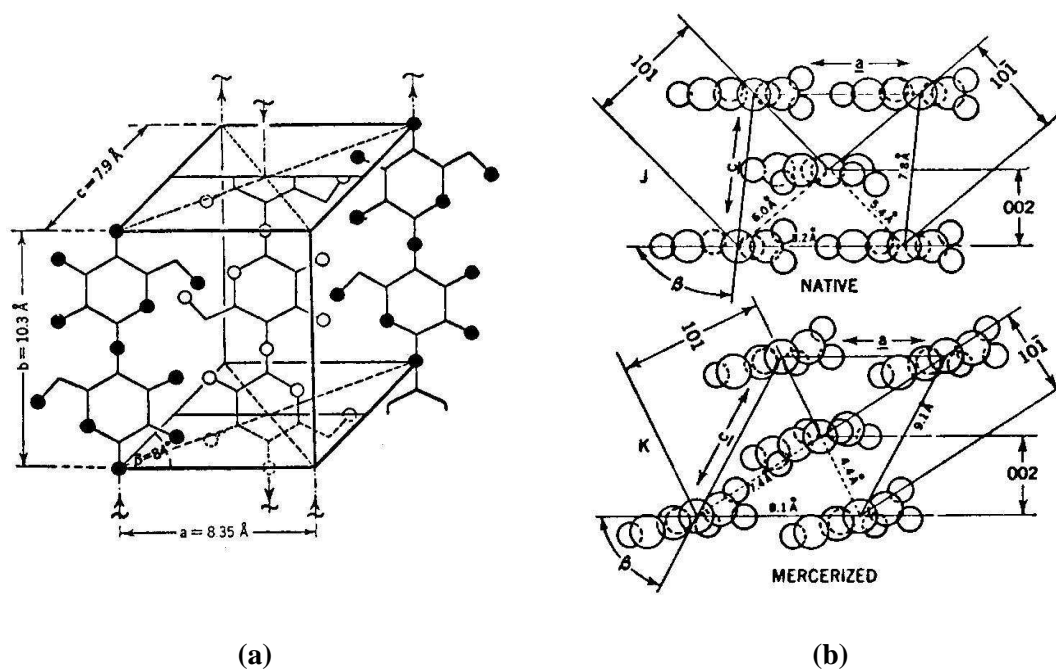 c = 7.9 Å
b = 10.3 Å
β=84°
a = 8.35 Å
(a)
101
101̄
a
c
J
6.0 Å
5.4 Å
7.8 Å
8.2 Å
002
β
NATIVE
101
101̄
a
c
K
7.4 Å
4.4 Å
9.1 Å
9.1 Å
002
β
MERCERIZED
(b)